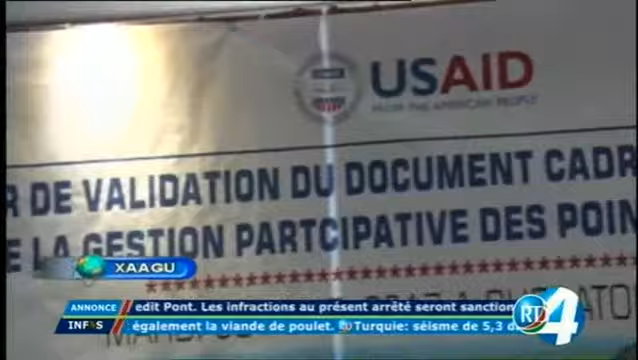 USAID
FROM THE AMERICAN PEOPLE
R DE VALIDATION DU DOCUMENT CADR
E LA GESTION PARTCIPATIVE DES POIN
XAAGU
ANNONCE
edit Pont. Les infractions au présent arrêté seront sanction
INFOS
également la viande de poulet.
Turquie: séisme de 5,3 d
RTD
4